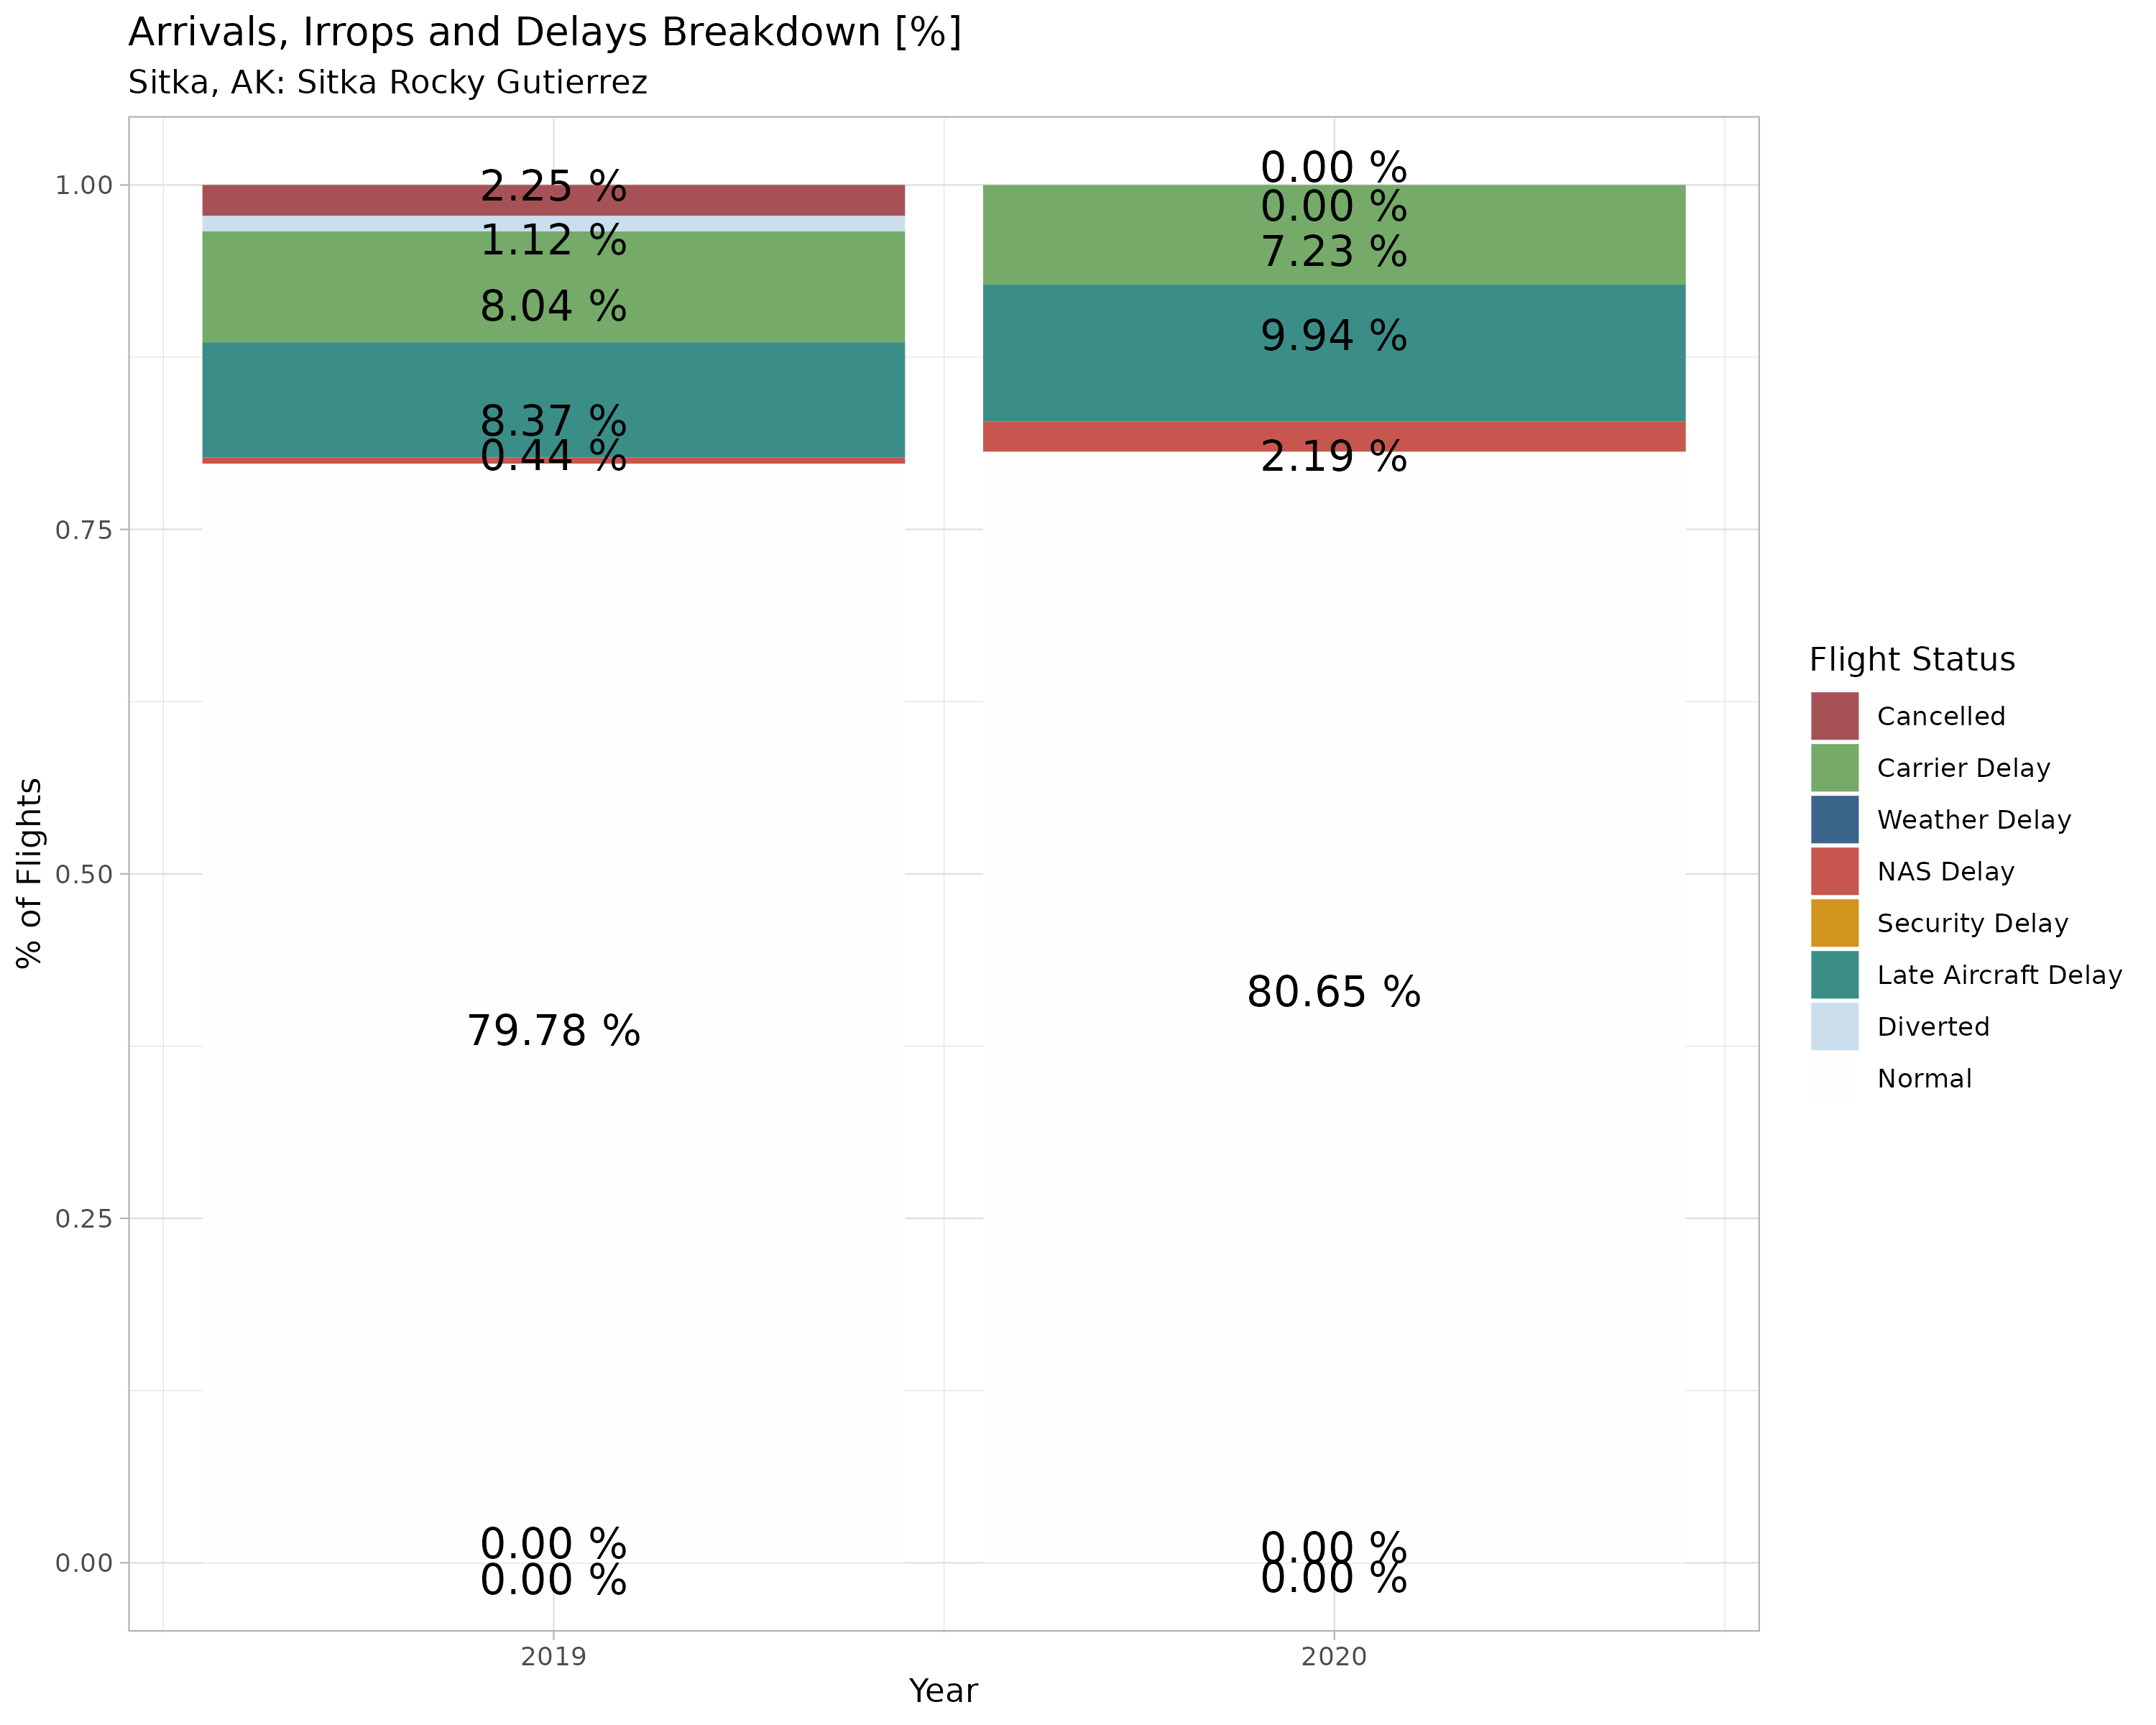 Arrivals, Irrops and Delays Breakdown [%]
Sitka, AK: Sitka Rocky Gutierrez
% of Flights
1.00
0.75
0.50
0.25
0.00
2.25 %
1.12 %
8.04 %
8.37 %
0.44 %
79.78 %
0.00 %
0.00 %
0.00 %
0.00 %
7.23 %
9.94 %
2.19 %
80.65 %
0.00 %
0.00 %
2019
2020
Year
Flight Status
Cancelled
Carrier Delay
Weather Delay
NAS Delay
Security Delay
Late Aircraft Delay
Diverted
Normal